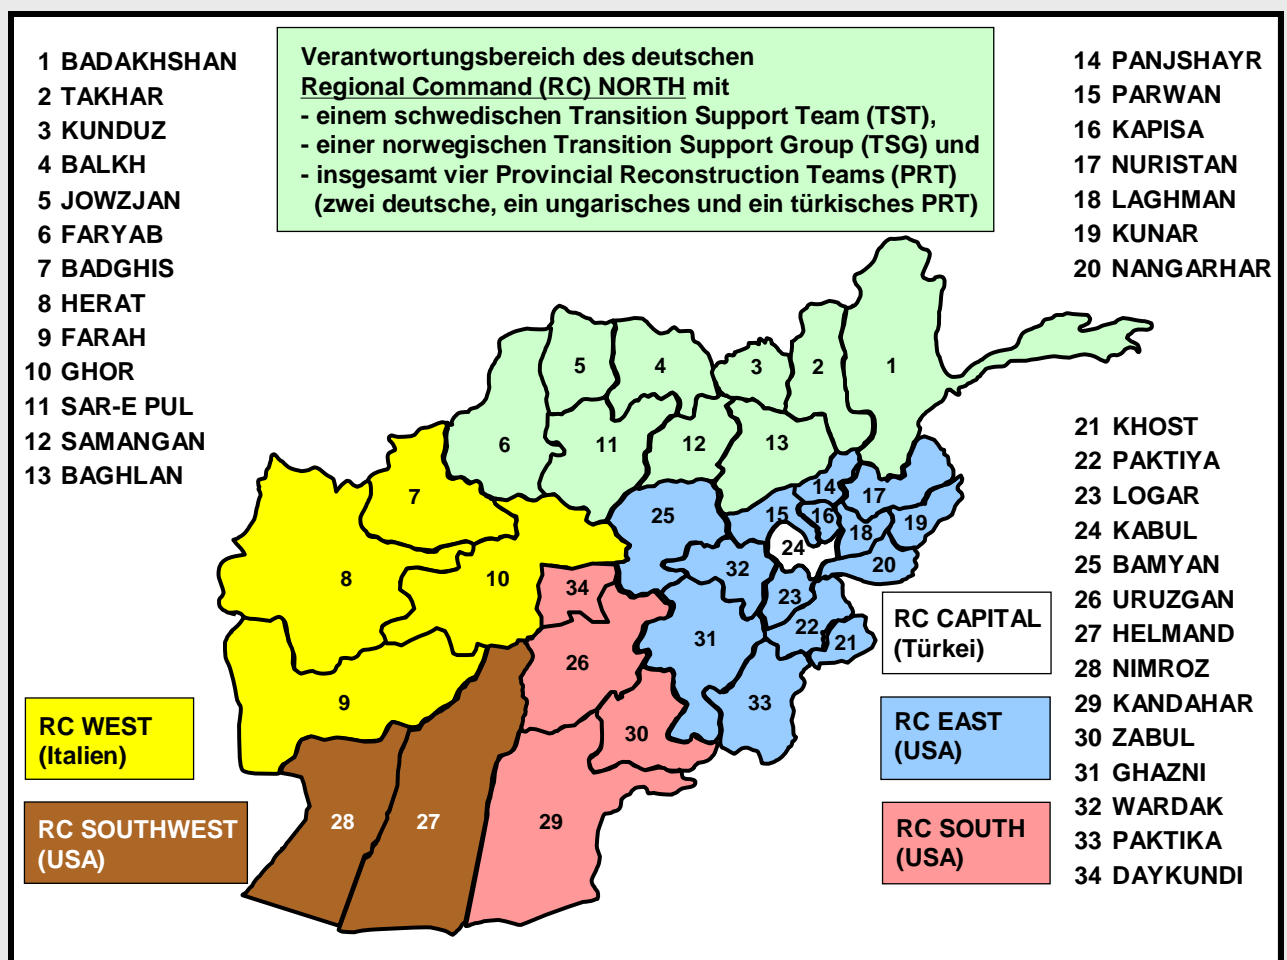 1 BADAKHSHAN
2 TAKHAR
3 KUNDUZ
4 BALKH
5 JOWZJAN
6 FARYAB
7 BADGHIS
8 HERAT
9 FARAH
10 GHOR
11 SAR-E PUL
12 SAMANGAN
13 BAGHLAN
Verantwortungsbereich des deutschen
Regional Command (RC) NORTH mit
- einem schwedischen Transition Support Team (TST),
- einer norwegischen Transition Support Group (TSG) und
- insgesamt vier Provincial Reconstruction Teams (PRT)
(zwei deutsche, ein ungarisches und ein türkisches PRT)
14 PANJSHAYR
15 PARWAN
16 KAPISA
17 NURISTAN
18 LAGHMAN
19 KUNAR
20 NANGARHAR
21 KHOST
22 PAKTIYA
23 LOGAR
24 KABUL
25 BAMYAN
26 URUZGAN
27 HELMAND
28 NIMROZ
29 KANDAHAR
30 ZABUL
31 GHAZNI
32 WARDAK
33 PAKTIKA
34 DAYKUNDI
5
4
3
2
1
6
11
12
13
7
25
14
17
15
16
19
18
24
20
8
10
34
32
23
31
22
21
26
9
33
30
28
27
29
RC CAPITAL
(Türkei)
RC WEST
(Italien)
RC EAST
(USA)
RC SOUTHWEST
(USA)
RC SOUTH
(USA)